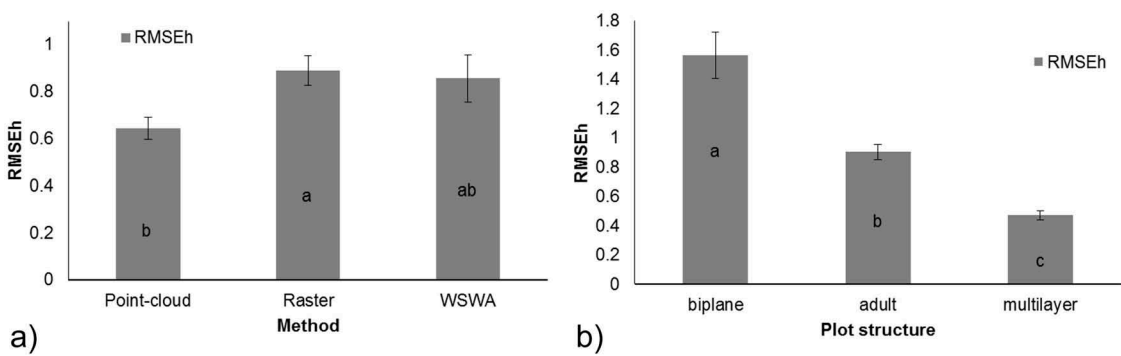 RMSEh
1
0.8
0.6
0.4
0.2
0
RMSEh
b
a
ab
Point-cloud Raster WSWA
Method
a)
1.8
1.6
1.4
1.2
1
0.8
0.6
0.4
0.2
0
RMSEh
RMSEh
a
b
c
biplane adult multilayer
Plot structure
b)